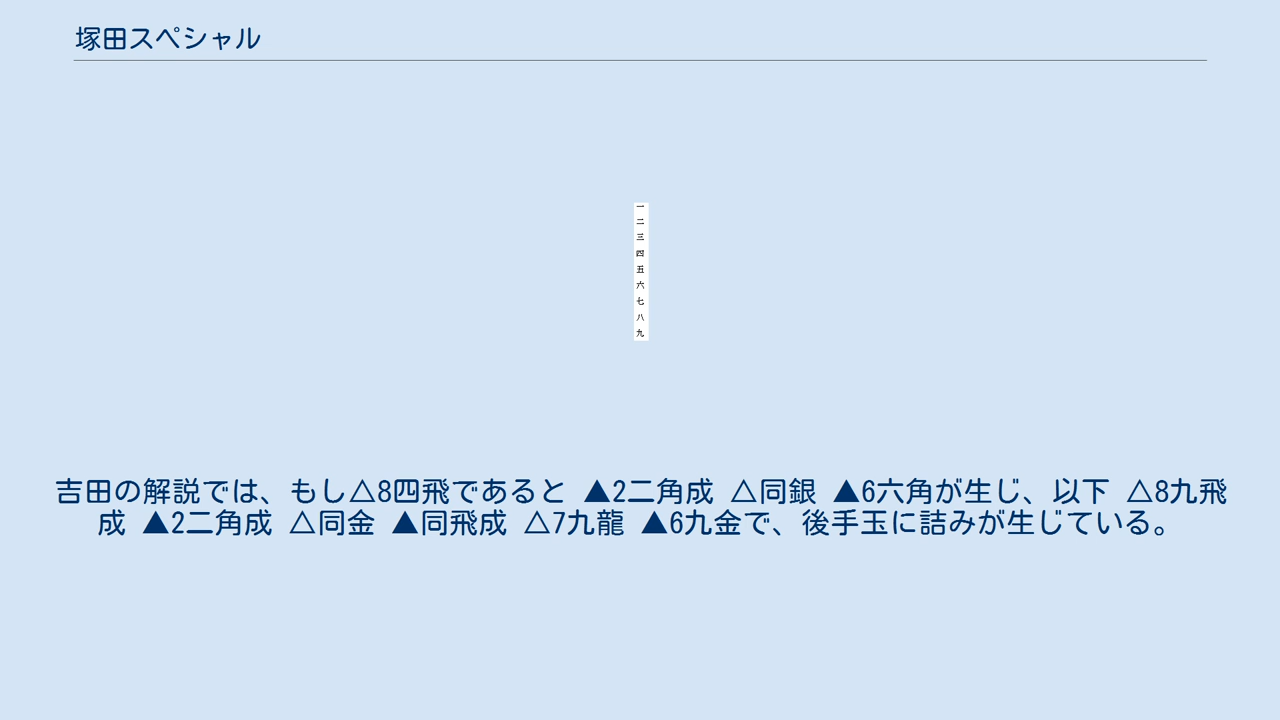 塚田スペシャル
一
二
三
四
五
六
七
八
九
吉田の解説では、もし△8四飛であると ▲2二角成 △同銀 ▲6六角が生じ、以下 △8九飛
成 ▲2二角成 △同金 ▲同飛成 △7九龍 ▲6九金で、後手玉に詰みが生じている。